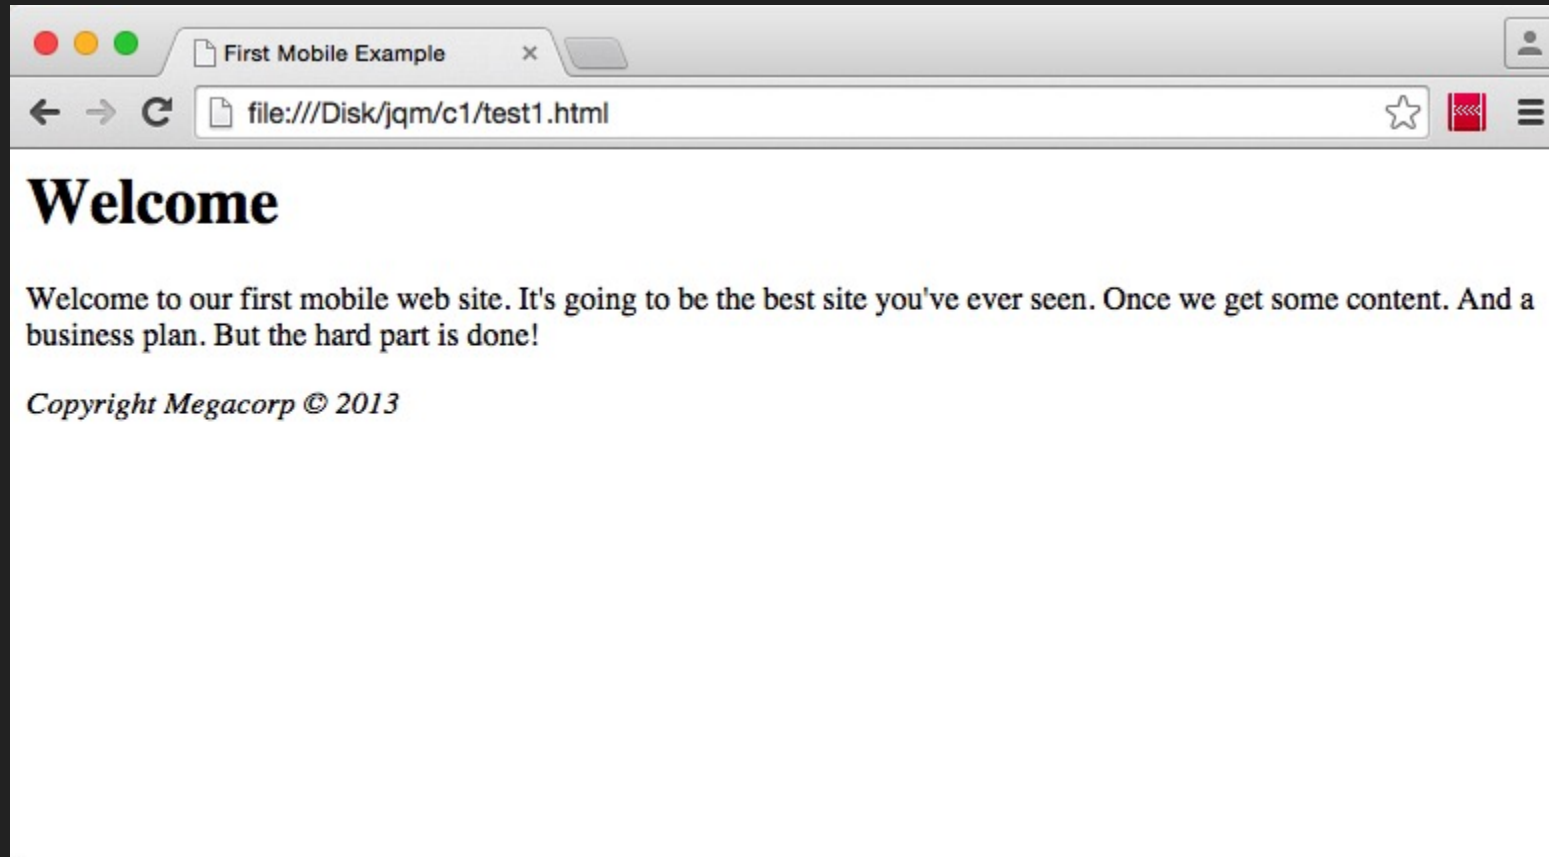 First Mobile Example
file:///Disk/jqm/c1/test1.html
Welcome
Welcome to our first mobile web site. It's going to be the best site you've ever seen. Once we get some content. And a
business plan. But the hard part is done!
Copyright Megacorp © 2013